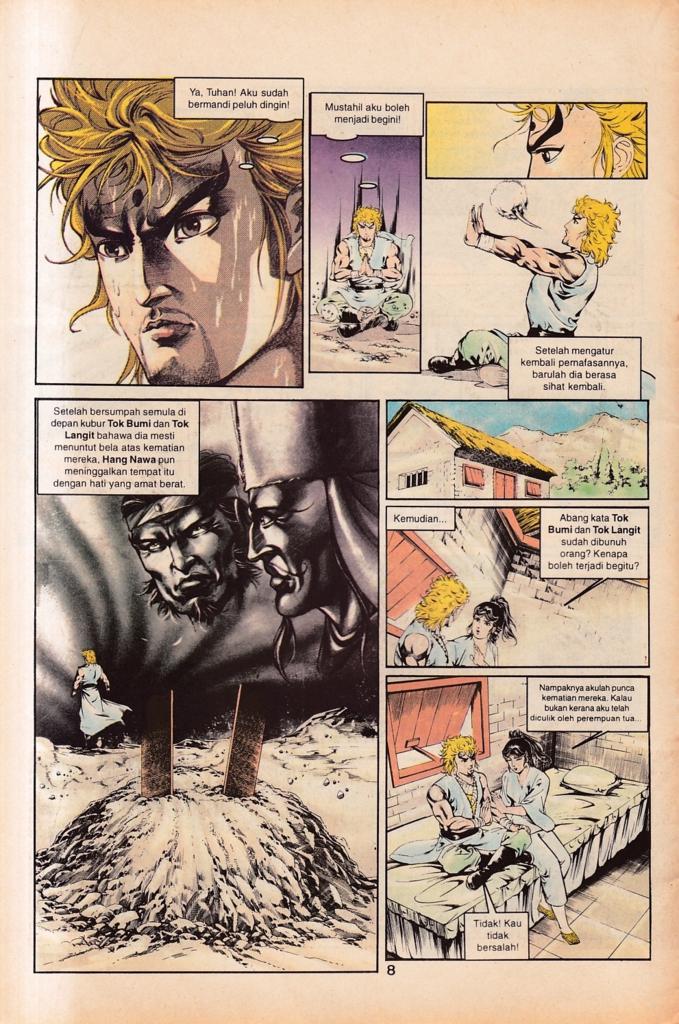 Ya, Tuhan! Aku sudah
bermandi peluh dingin!
Mustahil aku boleh
menjadi begini!
Setelah mengatur
kembali pernafasannya,
barulah dia berasa
sihat kembali.
Setelah bersumpah semula di
depan kubur Tok Bumi dan Tok
Langit bahawa dia mesti
menuntut bela atas kematian
mereka, Hang Nawa pun
meninggalkan tempat itu
dengan hati yang amat berat.
Kemudian...
Abang kata Tok
Bumi dan Tok Langit
sudah dibunuh
orang? Kenapa
boleh terjadi begitu?
Nampaknya akulah punca
kematian mereka. Kalau
bukan kerana aku telah
diculik oleh perempuan tua...
Tidak! Kau
tidak
bersalah!
8